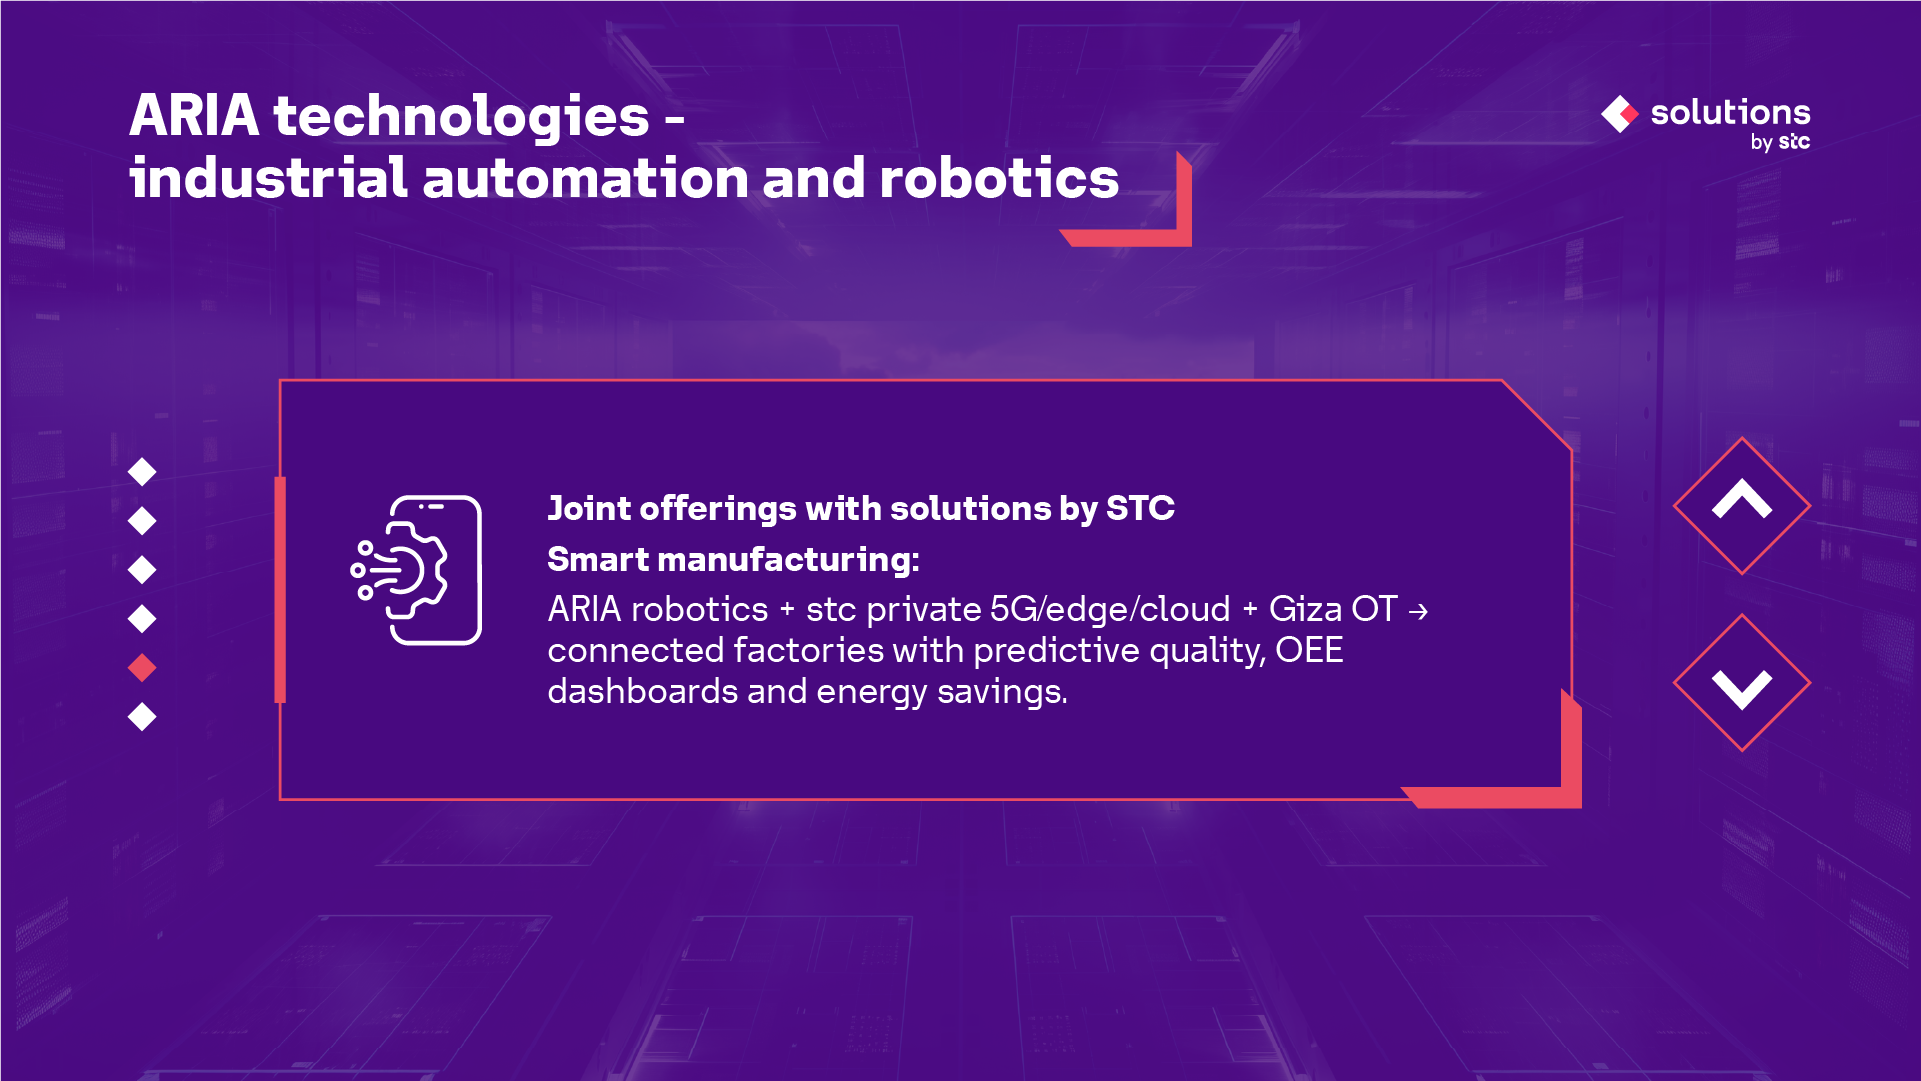 ARIA technologies -
industrial automation and robotics
solutions
by stc
Joint offerings with solutions by STC
Smart manufacturing:
ARIA robotics + stc private 5G/edge/cloud + Giza OT →
connected factories with predictive quality, OEE
dashboards and energy savings.